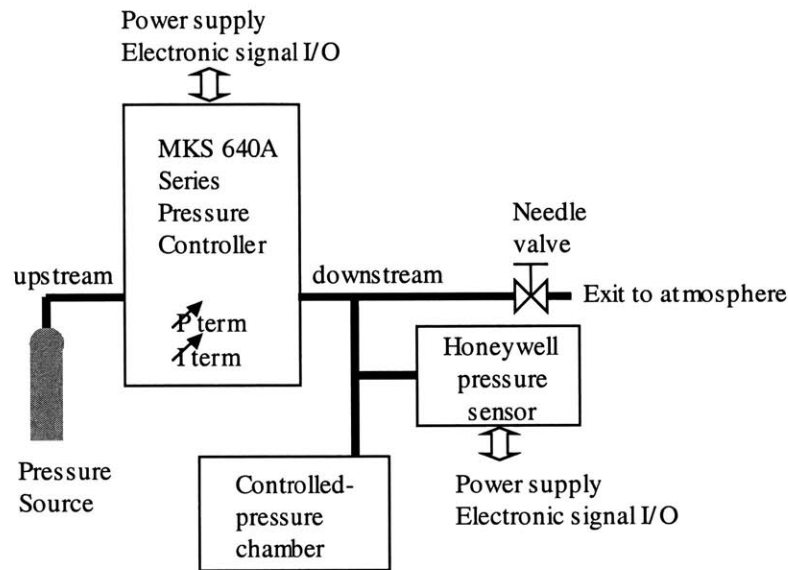 Power supply
Electronic signal I/O
MKS 640A
Series
Pressure
Controller
Needle
valve
upstream
downstream
Exit to atmosphere
P term
I term
Honeywell
pressure
sensor
Pressure
Source
Controlled-
pressure
chamber
Power supply
Electronic signal I/O